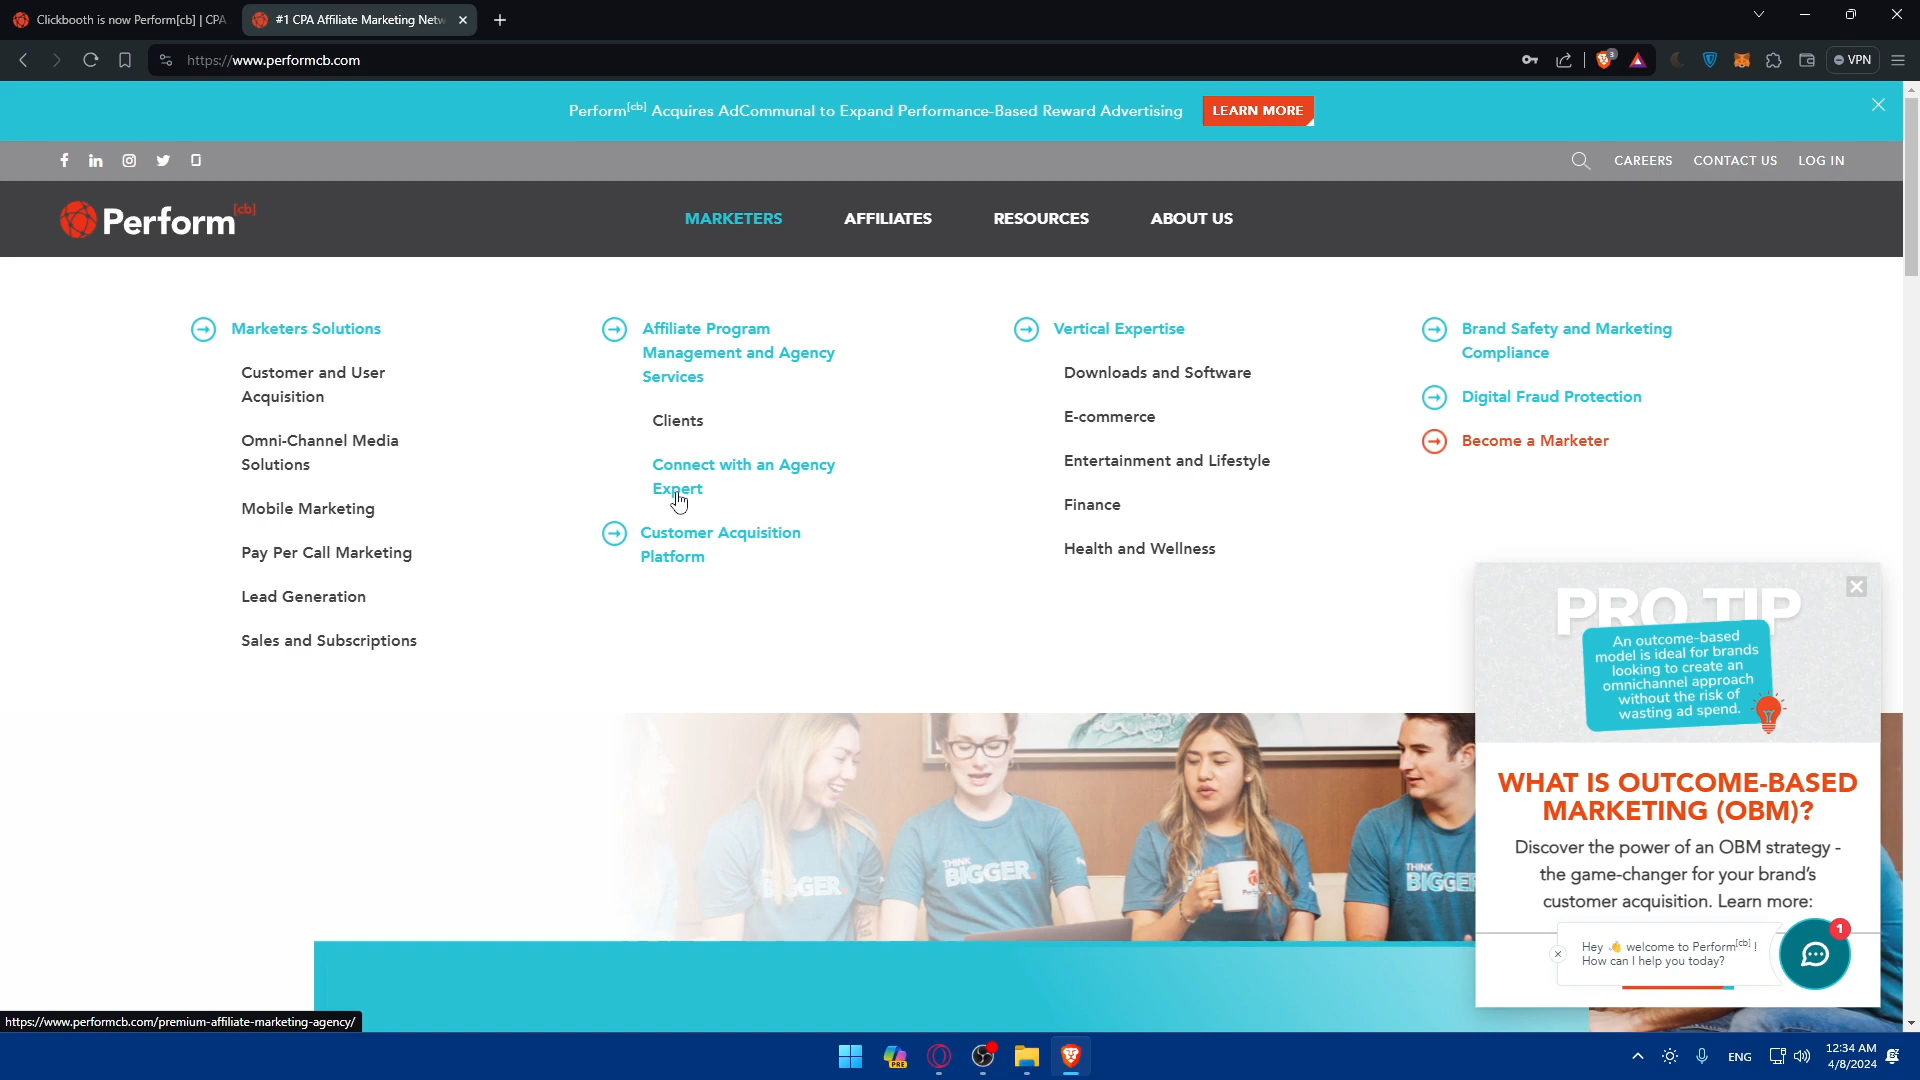 Clickbooth is now Perform[cb] | CPA
#1 CPA Affiliate Marketing Netw
https://www.performcb.com
3
VPN
Perform[cb] Acquires AdCommunal to Expand Performance-Based Reward Advertising
LEARN MORE
CAREERS
CONTACT US
LOG IN
Perform[cb]
MARKETERS
AFFILIATES
RESOURCES
ABOUT US
Marketers Solutions
Customer and User
Acquisition
Omni-Channel Media
Solutions
Mobile Marketing
Pay Per Call Marketing
Lead Generation
Sales and Subscriptions
Affiliate Program
Management and Agency
Services
Clients
Connect with an Agency
Expert
Customer Acquisition
Platform
Vertical Expertise
Downloads and Software
E-commerce
Entertainment and Lifestyle
Finance
Health and Wellness
Brand Safety and Marketing
Compliance
Digital Fraud Protection
Become a Marketer
PRO TIP
An outcome-based
model is ideal for brands
looking to create an
omnichannel approach
without the risk of
wasting ad spend.
WHAT IS OUTCOME-BASED
MARKETING (OBM)?
Discover the power of an OBM strategy -
the game-changer for your brand's
customer acquisition. Learn more:
Hey 👋 welcome to Perform[cb] !
How can I help you today?
1
THINK
BIGGER.
THINK
BIGGER.
THINK
BIGGER.
THINK
BIGGER
https://www.performcb.com/premium-affiliate-marketing-agency/
PRE
ENG
12:34 AM
4/8/2024